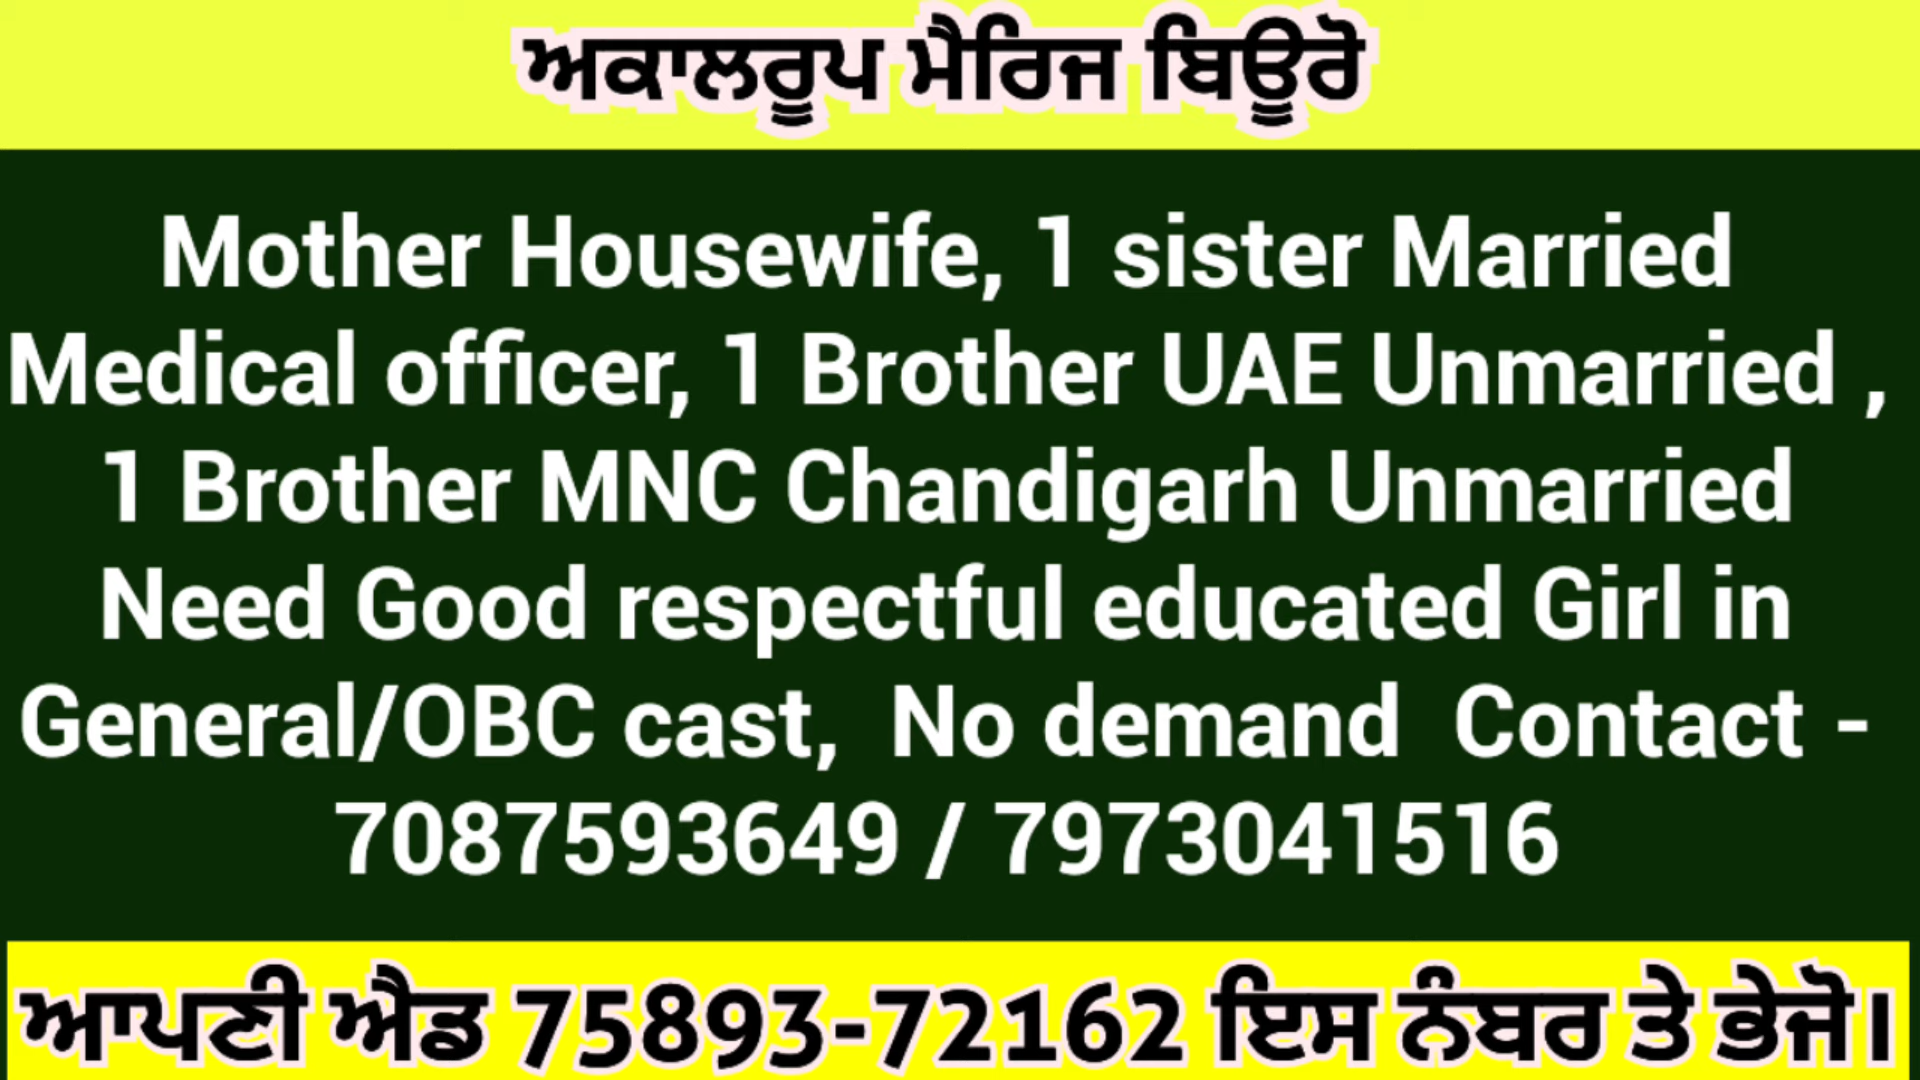 ਅਕਾਲਰੂਪ ਮੈਰਿਜ ਬਿਊਰੋ
Mother Housewife, 1 sister Married
Medical officer, 1 Brother UAE Unmarried ,
1 Brother MNC Chandigarh Unmarried
Need Good respectful educated Girl in
General/OBC cast, No demand Contact -
7087593649 / 7973041516
ਆਪਣੀ ਐਡ 75893-72162 ਇਸ ਨੰਬਰ ਤੇ ਭੇਜੋ।